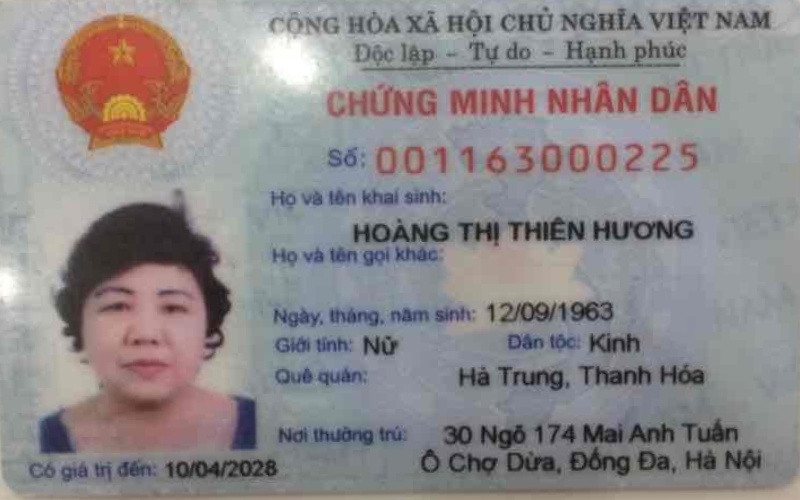 CỘNG HÒA XÃ HỘI CHỦ NGHĨA VIỆT NAM
Độc lập – Tự do – Hạnh phúc
CHỨNG MINH NHÂN DÂN
Số: 001163000225
Họ và tên khai sinh:
HOÀNG THỊ THIÊN HƯƠNG
Họ và tên gọi khác:
Ngày, tháng, năm sinh: 12/09/1963
Giới tính: Nữ Dân tộc: Kinh
Quê quán: Hà Trung, Thanh Hóa
Nơi thường trú: 30 Ngõ 174 Mai Anh Tuấn
Ô Chợ Dừa, Đống Đa, Hà Nội
Có giá trị đến: 10/04/2028